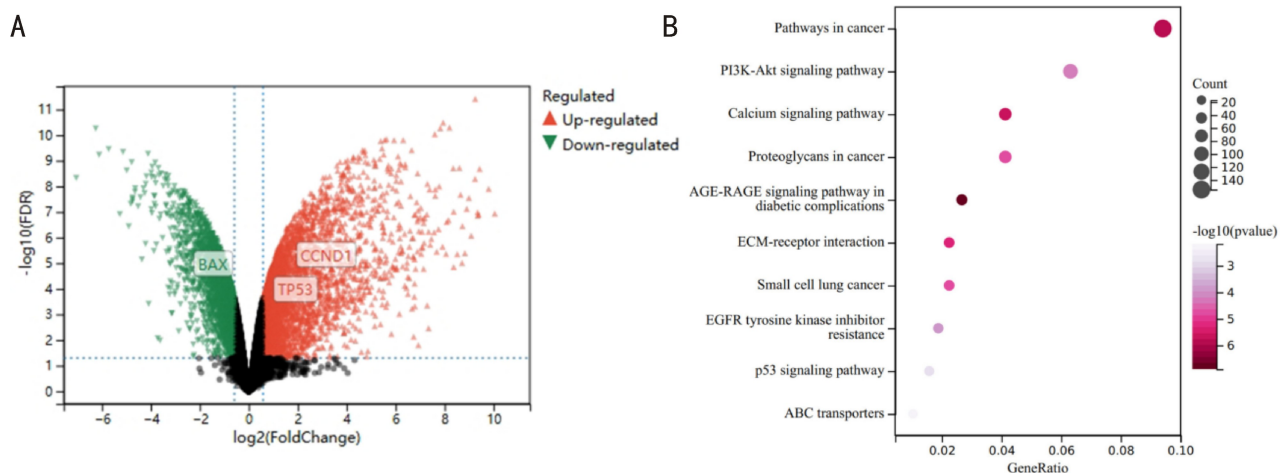 A
11
10
9
8
7
6
5
4
3
2
1
0
-log10(FDR)
BAX
CCND1
TP53
−6
−4
−2
0
2
4
6
8
10
log2(FoldChange)
Regulated
Up-regulated
Down-regulated
B
Pathways in cancer
PI3K-Akt signaling pathway
Calcium signaling pathway
Proteoglycans in cancer
AGE-RAGE signaling pathway in
diabetic complications
ECM-receptor interaction
Small cell lung cancer
EGFR tyrosine kinase inhibitor
resistance
p53 signaling pathway
ABC transporters
0.02
0.04
0.06
0.08
0.10
GeneRatio
Count
20
40
60
80
100
120
140
-log10(pvalue)
3
4
5
6